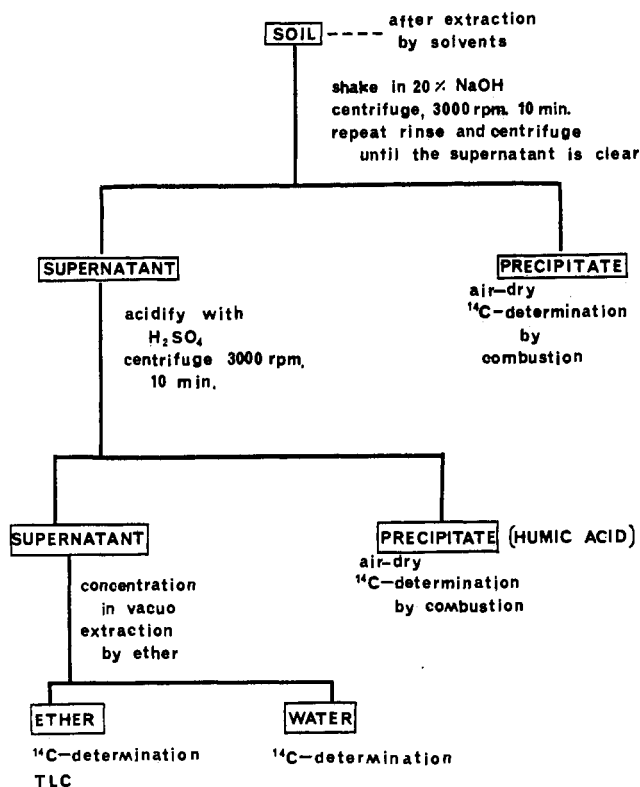 SOIL ---- after extraction
by solvents
shake in 20 % NaOH
centrifuge, 3000 rpm. 10 min.
repeat rinse and centrifuge
until the supernatant is clear
SUPERNATANT
PRECIPITATE
acidify with
H₂SO₄
centrifuge 3000 rpm,
10 min.
air-dry
¹⁴C-determination
by
combustion
SUPERNATANT
PRECIPITATE (HUMIC ACID)
concentration
in vacuo
extraction
by ether
air-dry
¹⁴C-determination
by combustion
ETHER
WATER
¹⁴C-determination
TLC
¹⁴C-determination